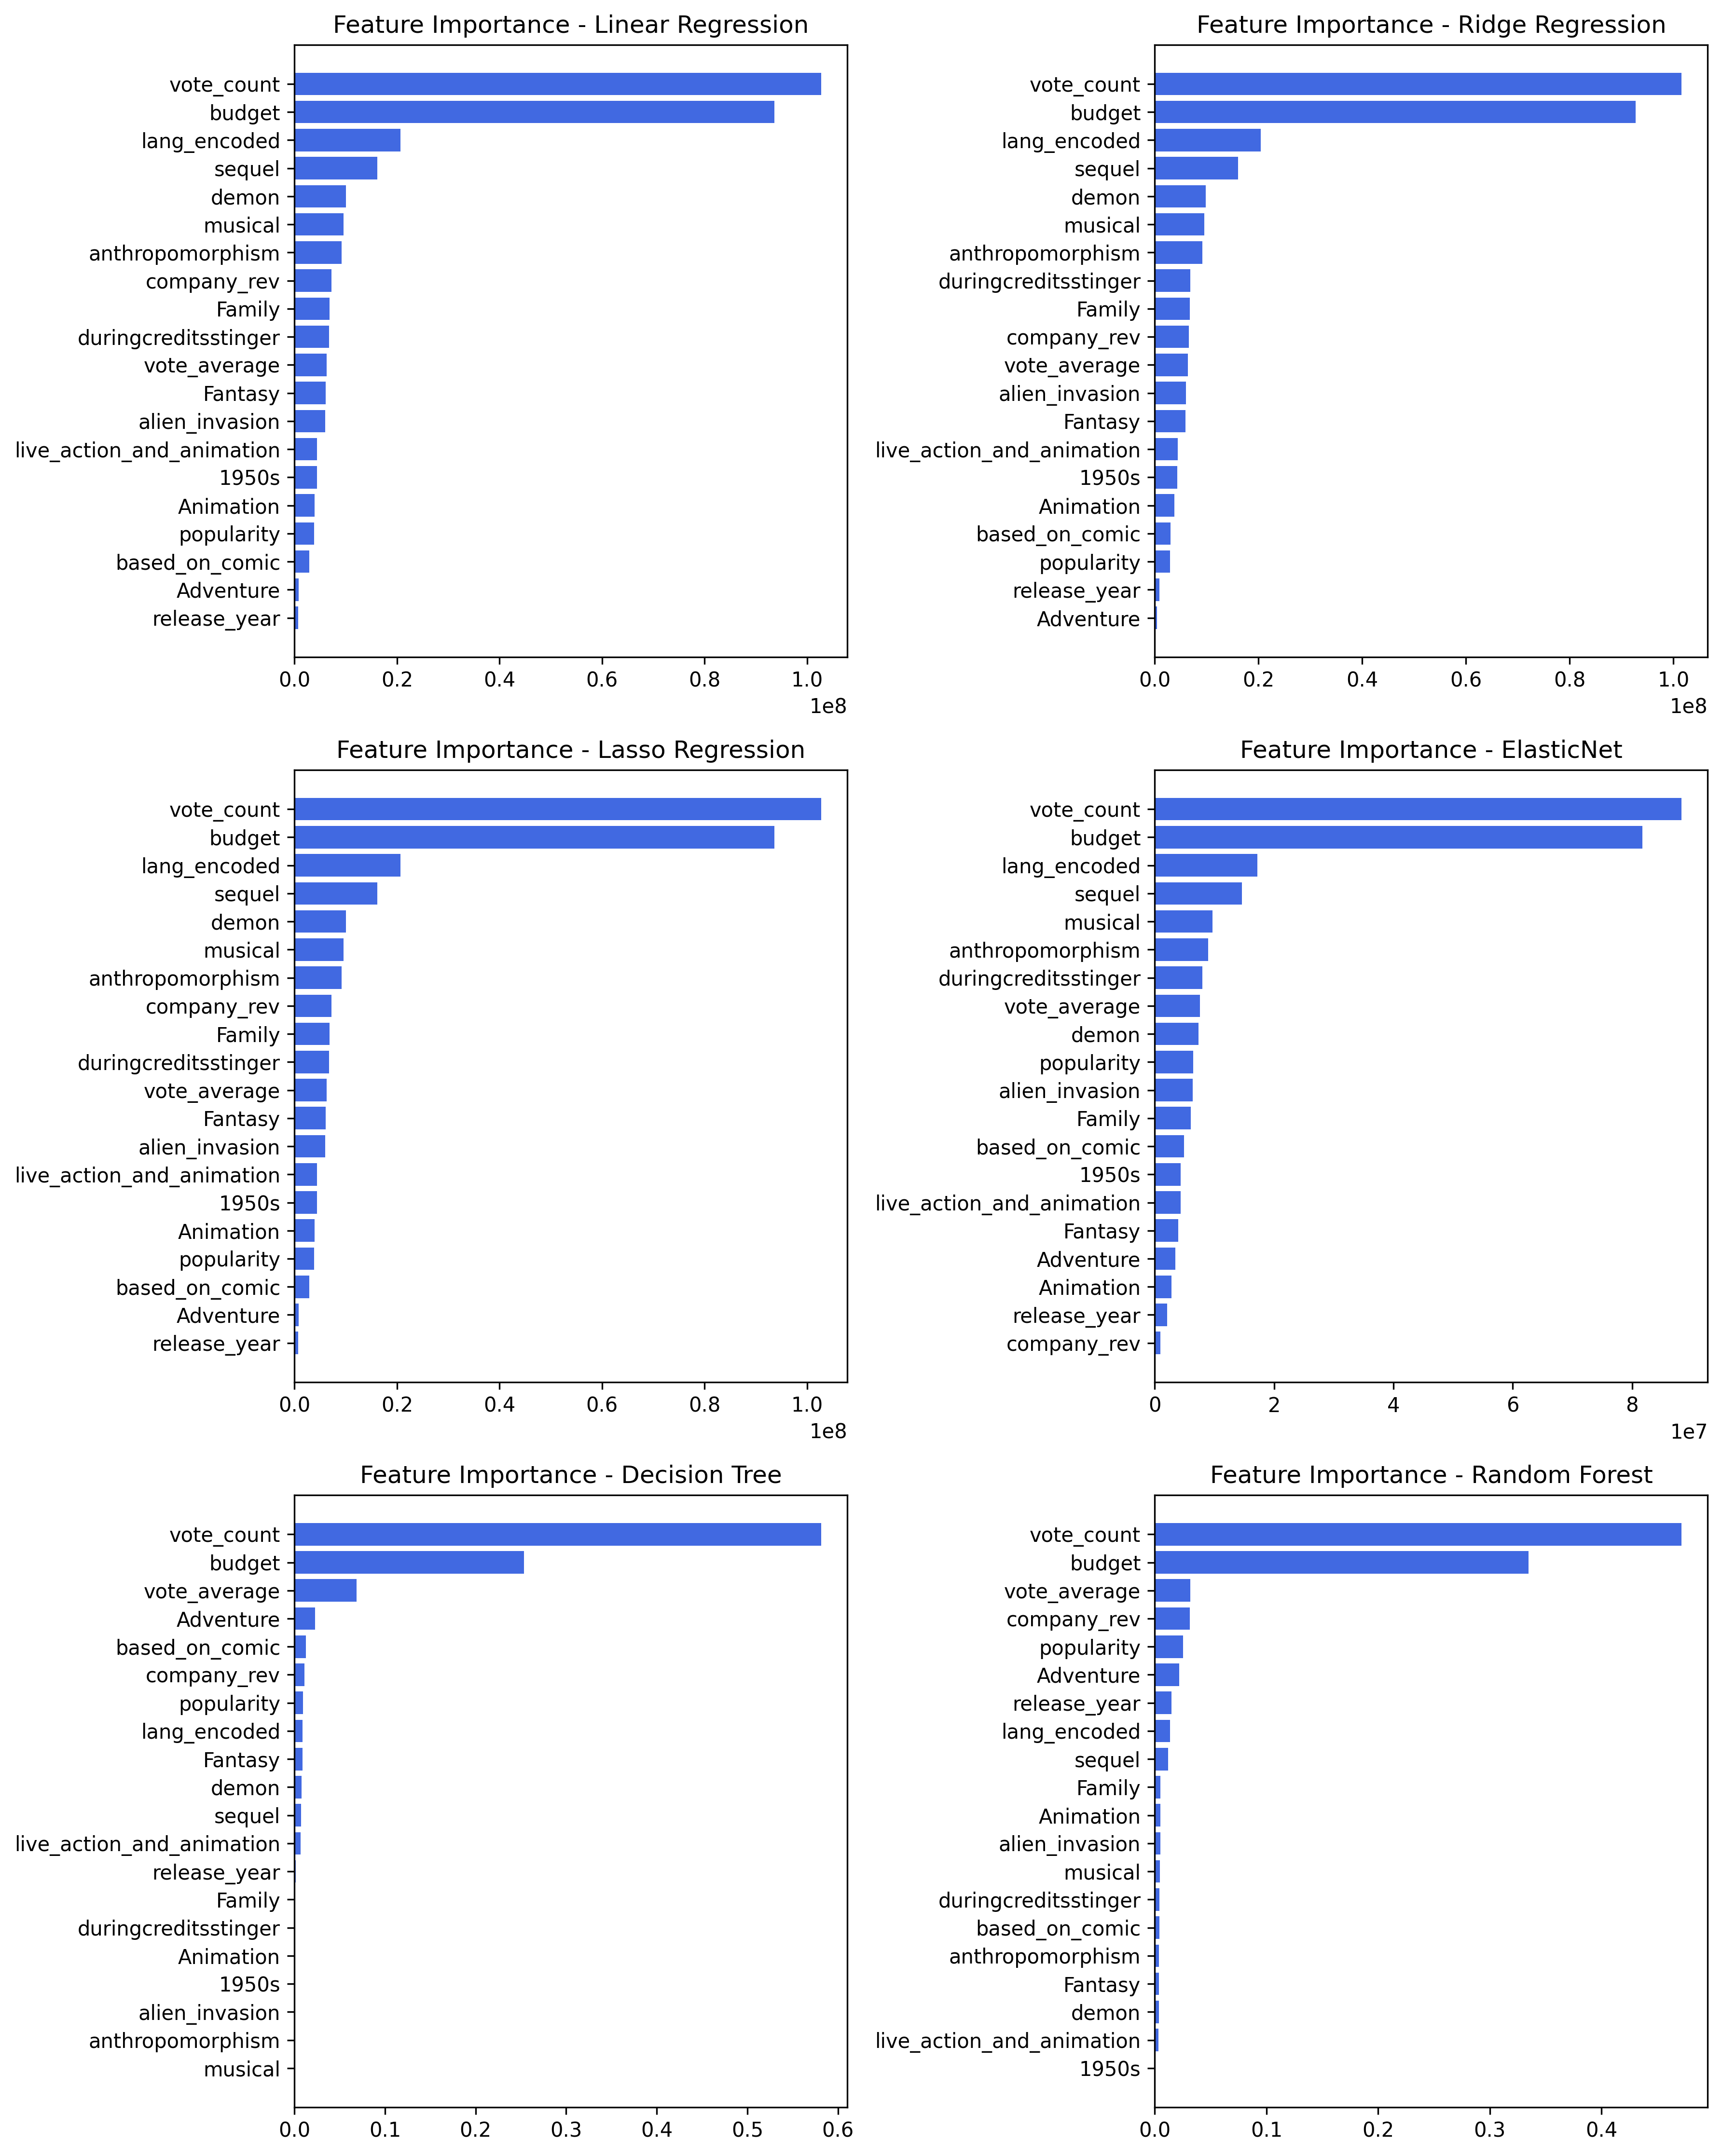 Feature Importance - Linear Regression
vote_count
budget
lang_encoded
sequel
demon
musical
anthropomorphism
company_rev
Family
duringcreditsstinger
vote_average
Fantasy
alien_invasion
live_action_and_animation
1950s
Animation
popularity
based_on_comic
Adventure
release_year
0.0 0.2 0.4 0.6 0.8 1.0
1e8
Feature Importance - Ridge Regression
vote_count
budget
lang_encoded
sequel
demon
musical
anthropomorphism
duringcreditsstinger
Family
company_rev
vote_average
alien_invasion
Fantasy
live_action_and_animation
1950s
Animation
based_on_comic
popularity
release_year
Adventure
0.0 0.2 0.4 0.6 0.8 1.0
1e8
Feature Importance - Lasso Regression
vote_count
budget
lang_encoded
sequel
demon
musical
anthropomorphism
company_rev
Family
duringcreditsstinger
vote_average
Fantasy
alien_invasion
live_action_and_animation
1950s
Animation
popularity
based_on_comic
Adventure
release_year
0.0 0.2 0.4 0.6 0.8 1.0
1e8
Feature Importance - ElasticNet
vote_count
budget
lang_encoded
sequel
musical
anthropomorphism
duringcreditsstinger
vote_average
demon
popularity
alien_invasion
Family
based_on_comic
1950s
live_action_and_animation
Fantasy
Adventure
Animation
release_year
company_rev
0 2 4 6 8
1e7
Feature Importance - Decision Tree
vote_count
budget
vote_average
Adventure
based_on_comic
company_rev
popularity
lang_encoded
Fantasy
demon
sequel
live_action_and_animation
release_year
Family
duringcreditsstinger
Animation
1950s
alien_invasion
anthropomorphism
musical
0.0 0.1 0.2 0.3 0.4 0.5 0.6
Feature Importance - Random Forest
vote_count
budget
vote_average
company_rev
popularity
Adventure
release_year
lang_encoded
sequel
Family
Animation
alien_invasion
musical
duringcreditsstinger
based_on_comic
anthropomorphism
Fantasy
demon
live_action_and_animation
1950s
0.0 0.1 0.2 0.3 0.4